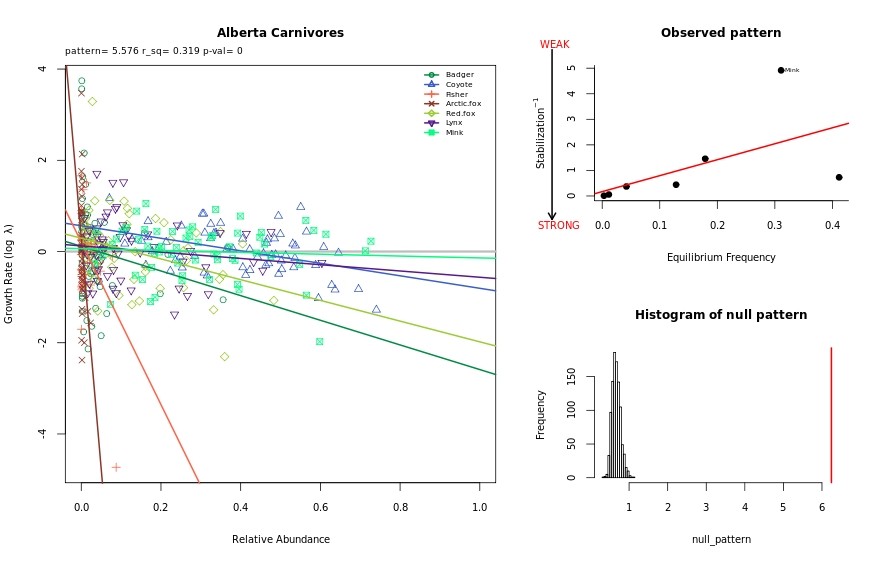 Alberta Carnivores
pattern= 5.576 r_sq= 0.319 p-val= 0
Growth Rate (log λ)
4
2
0
-2
-4
Badger
Coyote
Fisher
Arctic.fox
Red.fox
Lynx
Mink
0.0 0.2 0.4 0.6 0.8 1.0
Relative Abundance
Observed pattern
WEAK
Stabilization⁻¹
STRONG
5
4
3
2
1
0
Mink
0.0 0.1 0.2 0.3 0.4
Equilibrium Frequency
Histogram of null pattern
Frequency
150
100
50
0
1 2 3 4 5 6
null_pattern